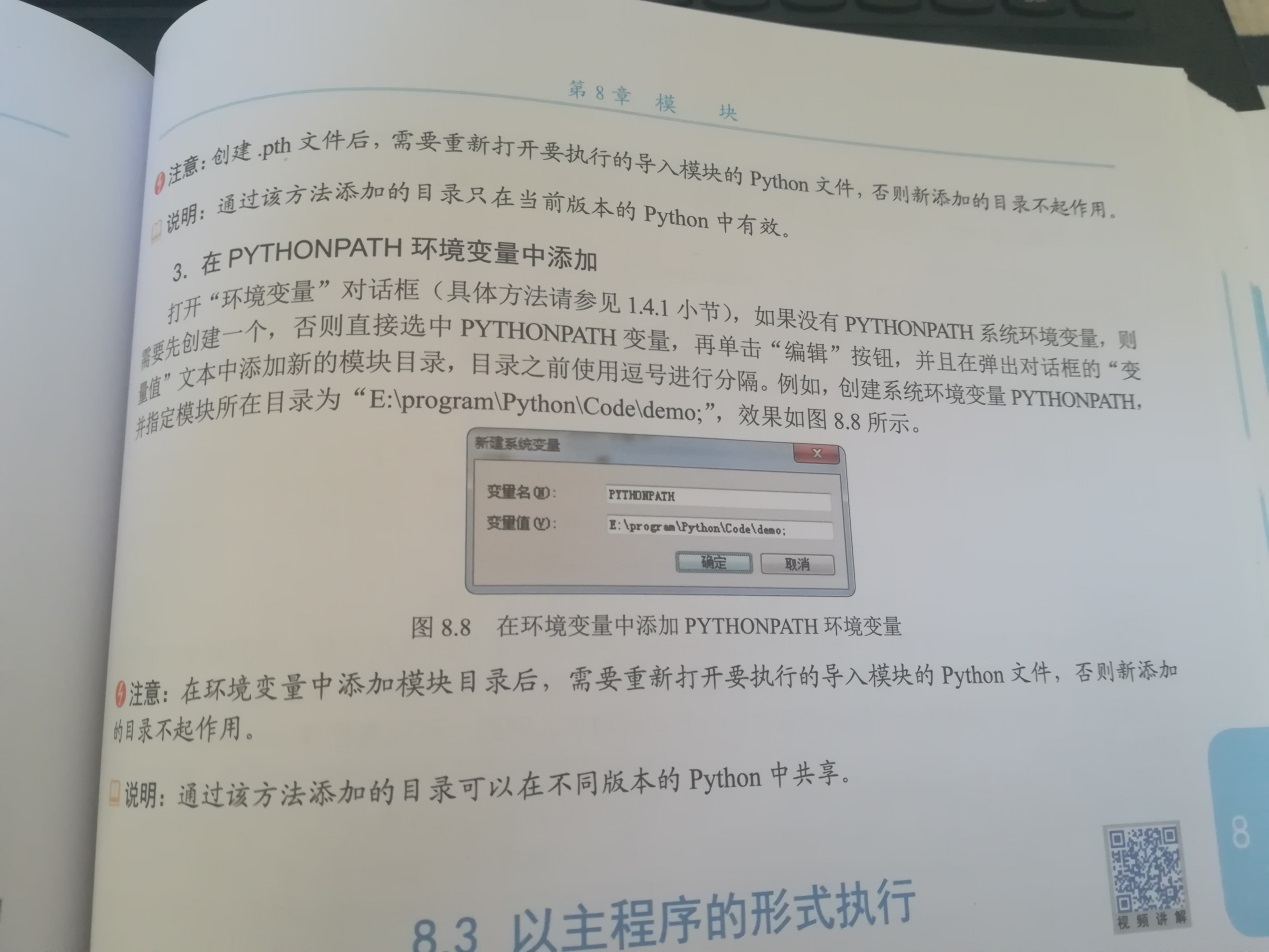 第 8 章 模 块
注意：创建 .pth 文件后，需要重新打开要执行的导入模块的 Python 文件，否则新添加的目录不起作用。
说明：通过该方法添加的目录只在当前版本的 Python 中有效。
3. 在 PYTHONPATH 环境变量中添加
打开“环境变量”对话框（具体方法请参见 1.4.1 小节），如果没有 PYTHONPATH 系统环境变量，则
需要先创建一个，否则直接选中 PYTHONPATH 变量，再单击“编辑”按钮，并且在弹出对话框的“变
量值”文本中添加新的模块目录，目录之前使用逗号进行分隔。例如，创建系统环境变量 PYTHONPATH，
并指定模块所在目录为“E:\program\Python\Code\demo;”，效果如图 8.8 所示。
新建系统变量
变量名(N)： PYTHONPATH
变量值(V)： E:\program\Python\Code\demo;
确定 取消
图 8.8 在环境变量中添加 PYTHONPATH 环境变量
注意：在环境变量中添加模块目录后，需要重新打开要执行的导入模块的 Python 文件，否则新添加
的目录不起作用。
说明：通过该方法添加的目录可以在不同版本的 Python 中共享。
8
视频讲解
8.3 以主程序的形式执行